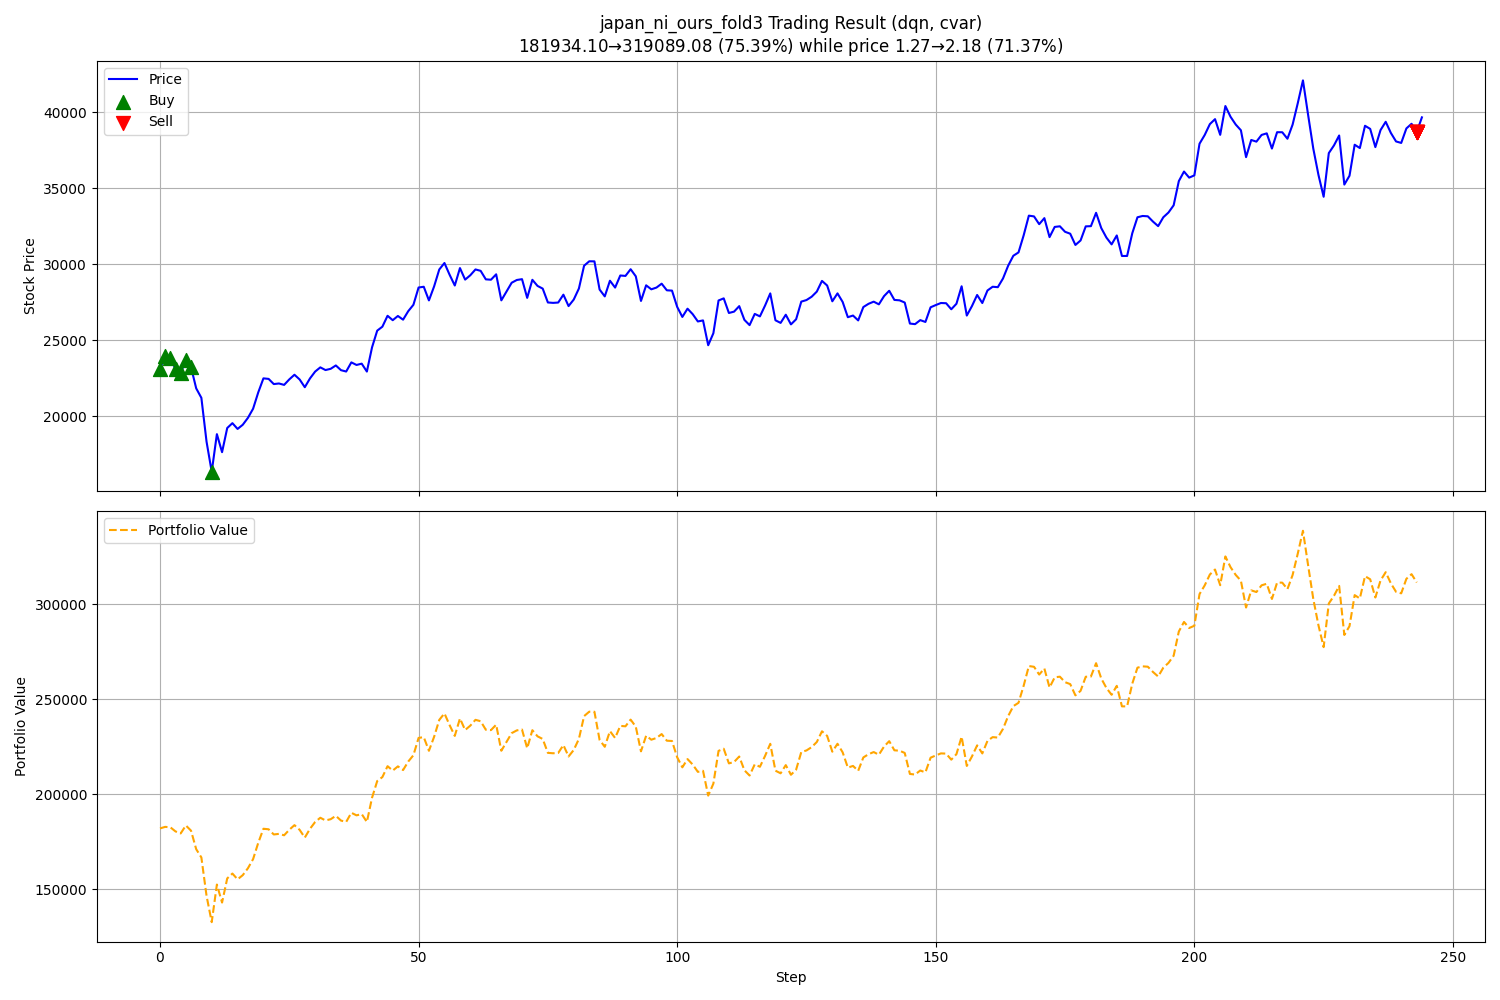 japan_ni_ours_fold3 Trading Result (dqn, cvar)
181934.10→319089.08 (75.39%) while price 1.27→2.18 (71.37%)
Price
Buy
Sell
Stock Price
40000
35000
30000
25000
20000
Portfolio Value
Portfolio Value
300000
250000
200000
150000
0
50
100
150
200
250
Step